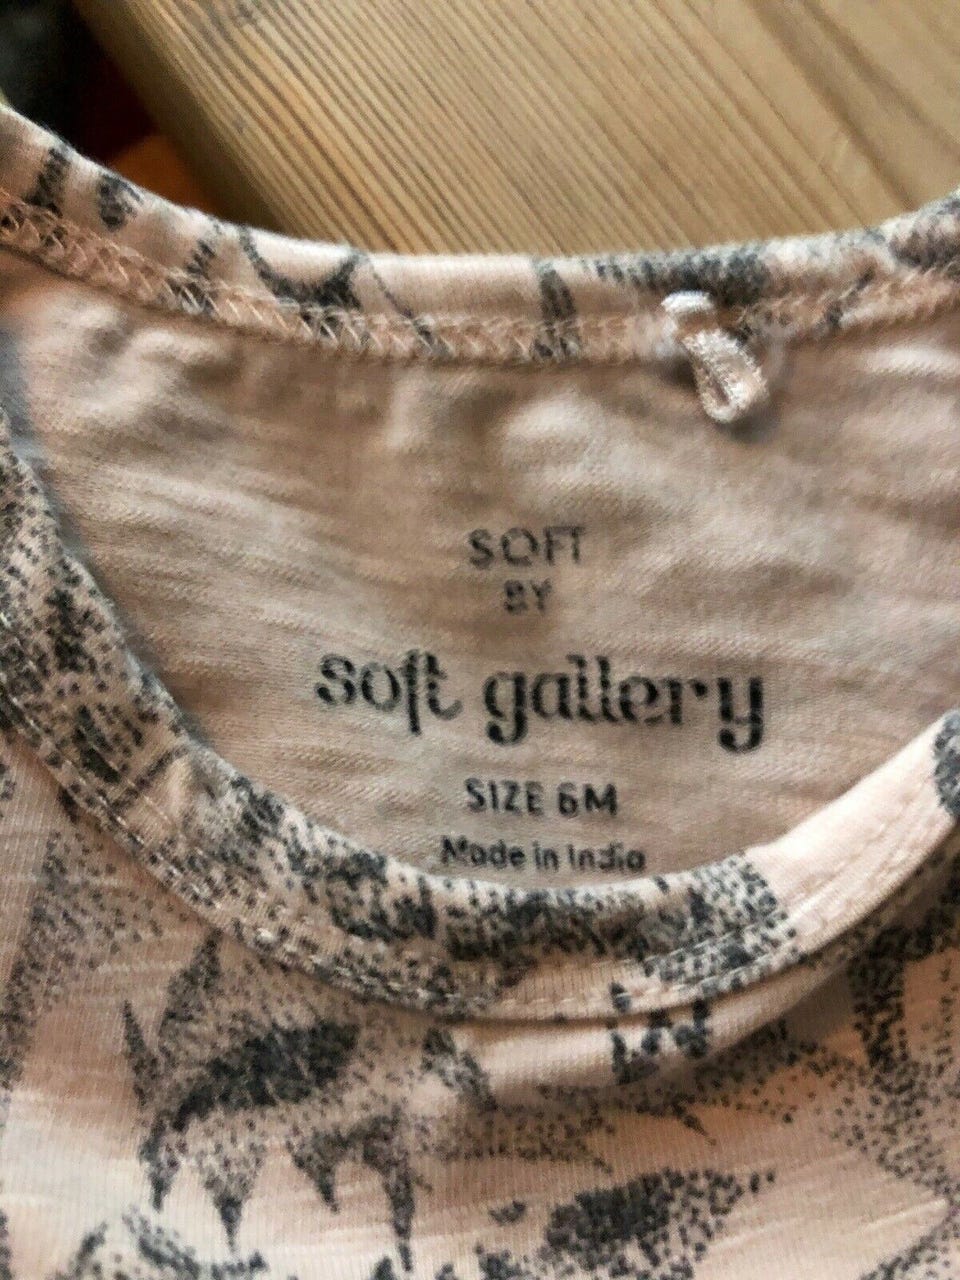 SOFT
BY
soft gallery
SIZE 6M
Made in India